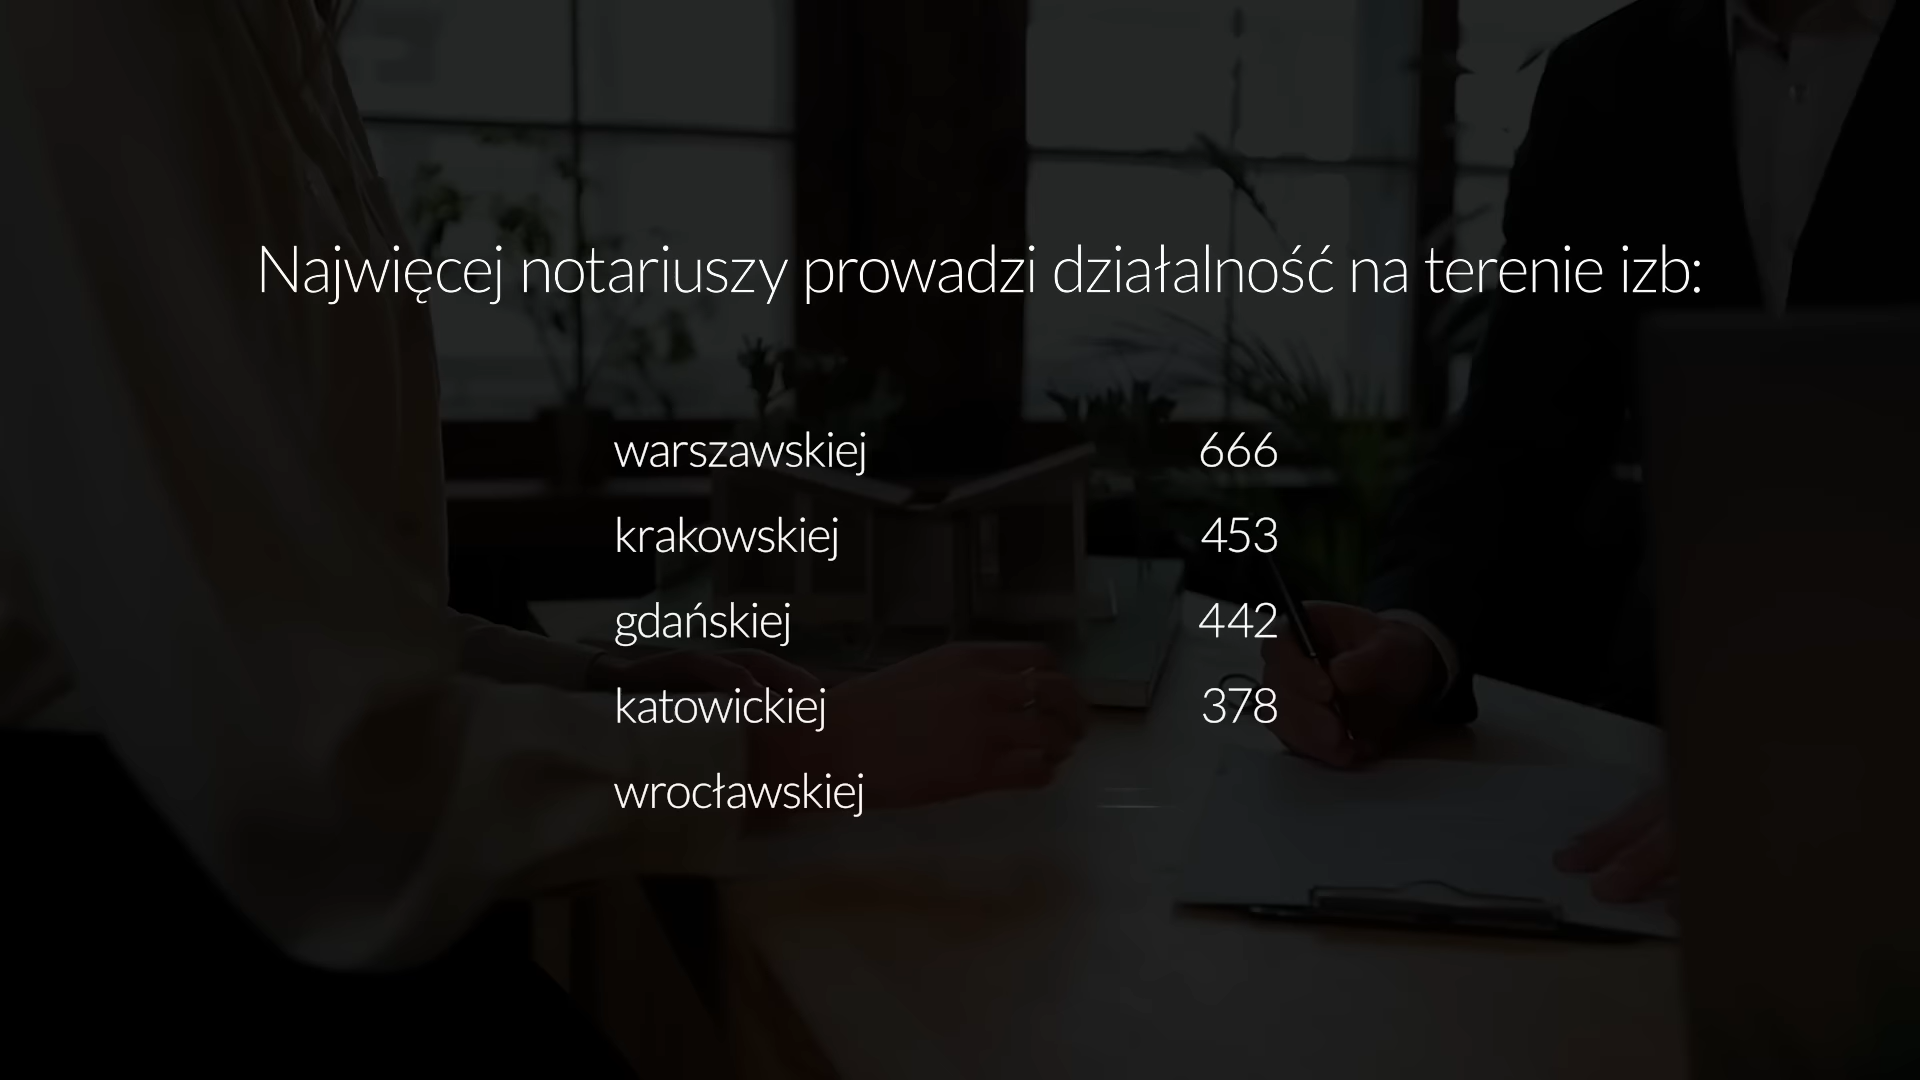 Najwięcej notariuszy prowadzi działalność na terenie izb:
warszawskiej 666
krakowskiej 453
gdańskiej 442
katowickiej 378
wrocławskiej